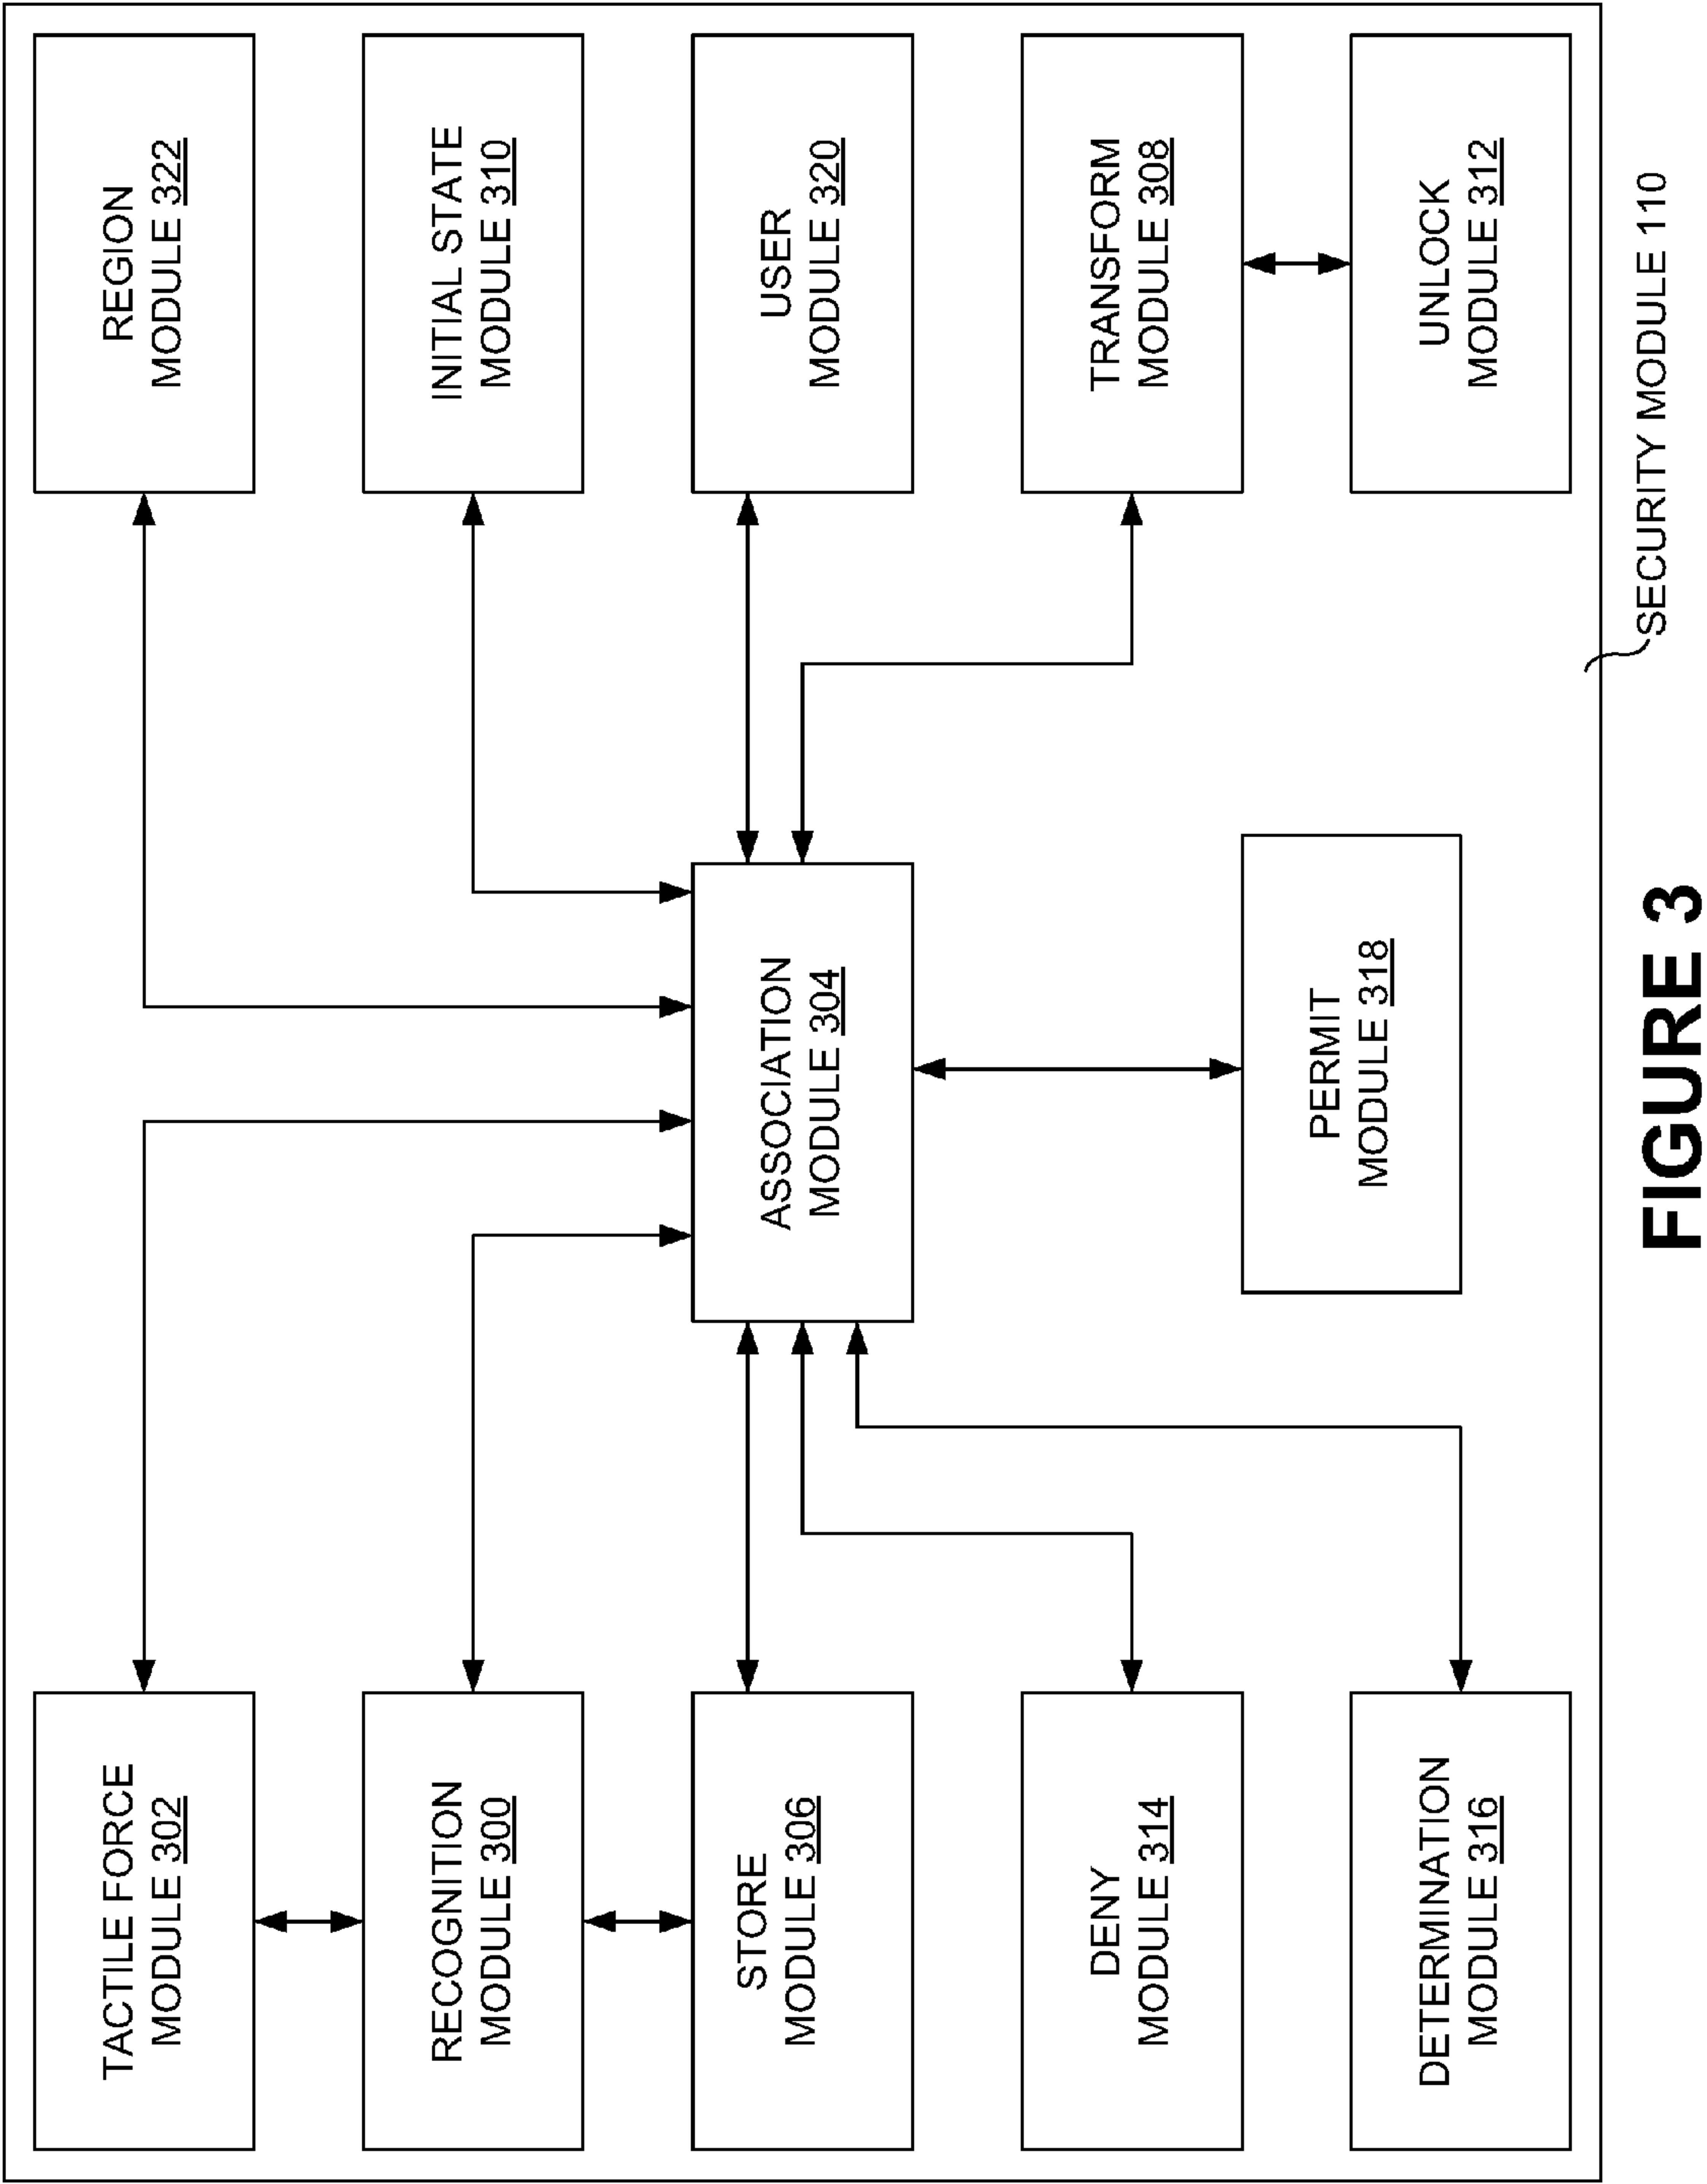 TACTILE FORCE
MODULE 302
REGION
MODULE 322
RECOGNITION
MODULE 300
INITIAL STATE
MODULE 310
STORE
MODULE 306
ASSOCIATION
MODULE 304
USER
MODULE 320
DENY
MODULE 314
TRANSFORM
MODULE 308
PERMIT
MODULE 318
DETERMINATION
MODULE 316
UNLOCK
MODULE 312
SECURITY MODULE 110
FIGURE 3